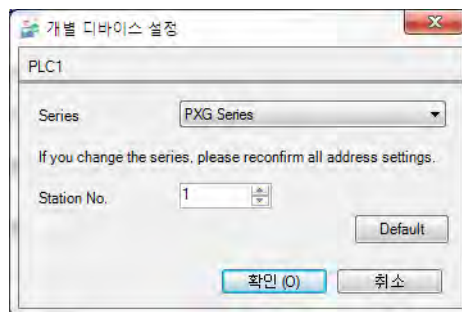 개별 디바이스 설정
PLC1
Series PXG Series
If you change the series, please reconfirm all address settings.
Station No. 1
Default
확인 (O) 취소